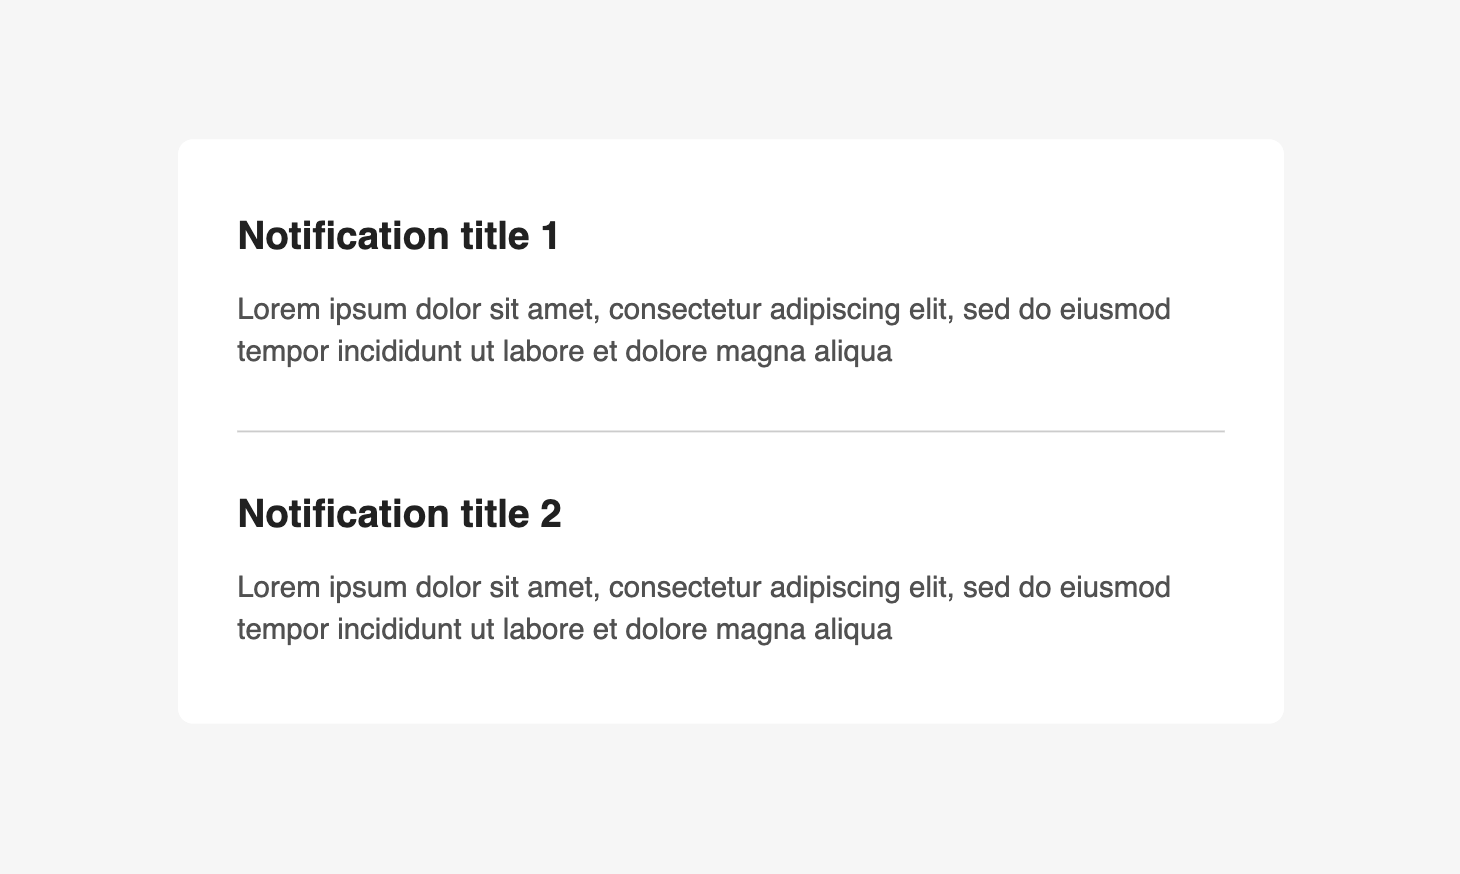 Notification title 1
Lorem ipsum dolor sit amet, consectetur adipiscing elit, sed do eiusmod
tempor incididunt ut labore et dolore magna aliqua
Notification title 2
Lorem ipsum dolor sit amet, consectetur adipiscing elit, sed do eiusmod
tempor incididunt ut labore et dolore magna aliqua